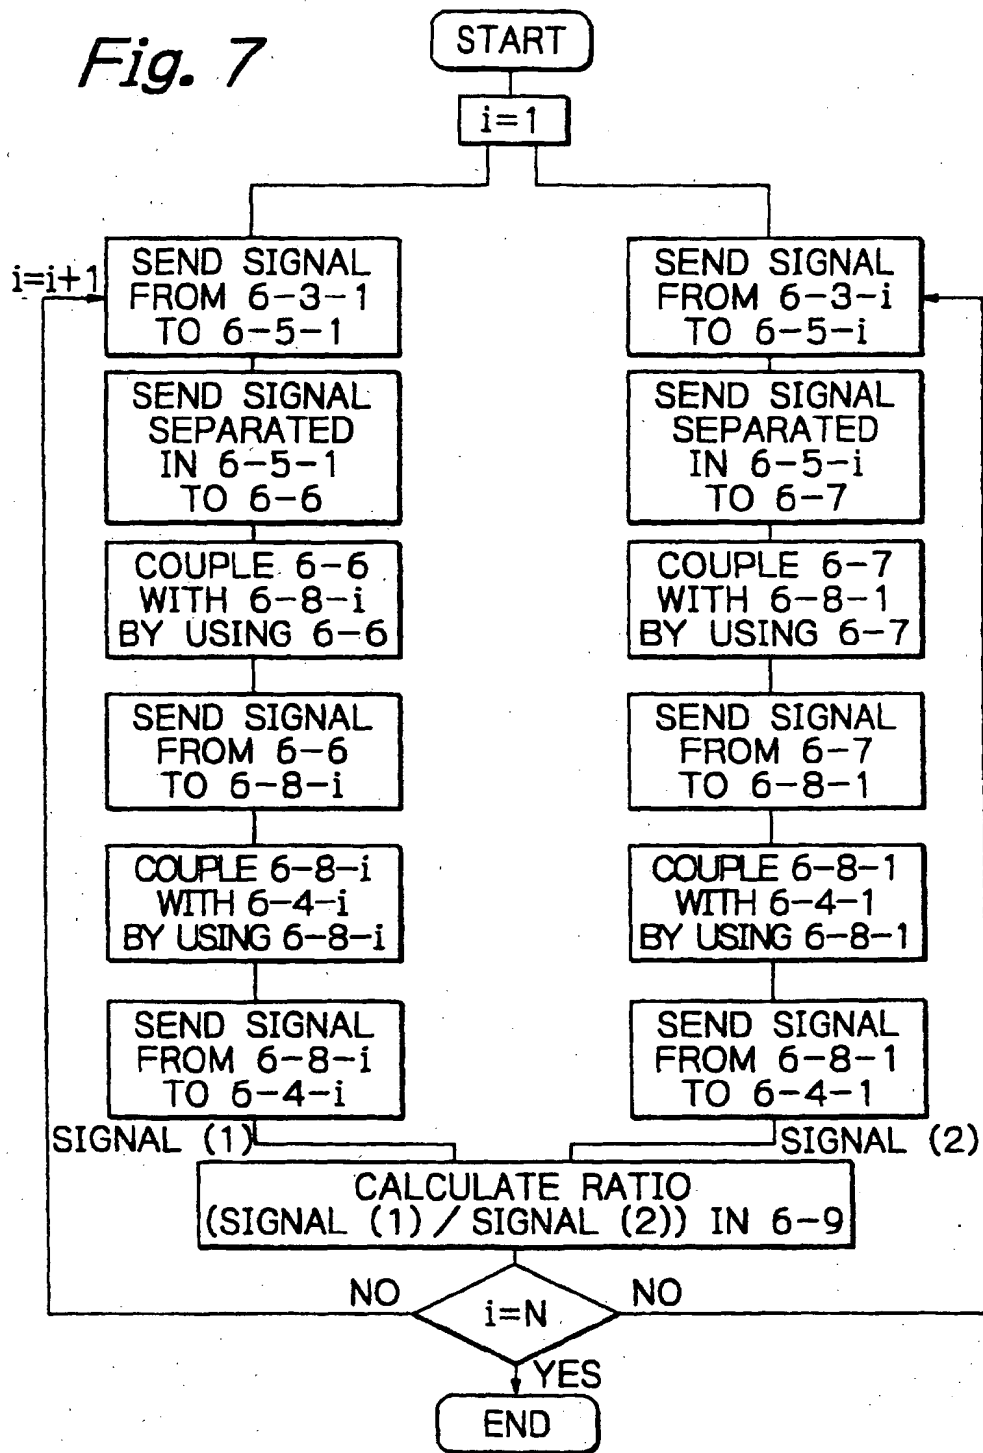 Fig. 7
START
i=1
i=i+1
SEND SIGNAL
FROM 6-3-1
TO 6-5-1
SEND SIGNAL
SEPARATED
IN 6-5-1
TO 6-6
COUPLE 6-6
WITH 6-8-i
BY USING 6-6
SEND SIGNAL
FROM 6-6
TO 6-8-i
COUPLE 6-8-i
WITH 6-4-i
BY USING 6-8-i
SEND SIGNAL
FROM 6-8-i
TO 6-4-i
SIGNAL (1)
SEND SIGNAL
FROM 6-3-i
TO 6-5-i
SEND SIGNAL
SEPARATED
IN 6-5-i
TO 6-7
COUPLE 6-7
WITH 6-8-1
BY USING 6-7
SEND SIGNAL
FROM 6-7
TO 6-8-1
COUPLE 6-8-1
WITH 6-4-1
BY USING 6-8-1
SEND SIGNAL
FROM 6-8-1
TO 6-4-1
SIGNAL (2)
CALCULATE RATIO
(SIGNAL (1) / SIGNAL (2)) IN 6-9
NO
i=N
NO
YES
END